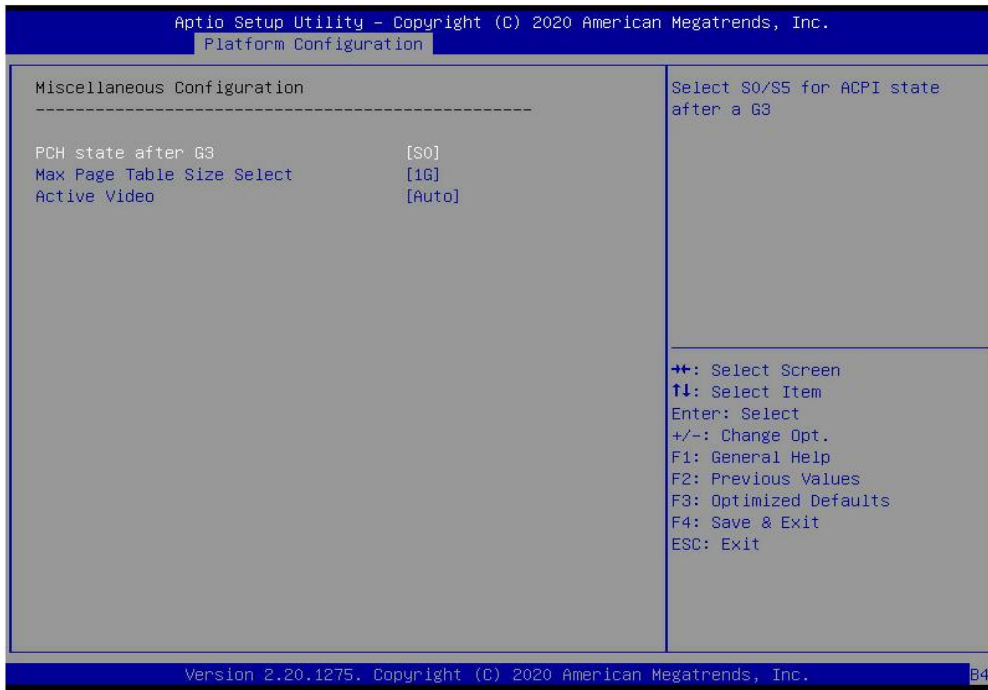 Aptio Setup Utility – Copyright (C) 2020 American Megatrends, Inc.
Platform Configuration
Miscellaneous Configuration
--------------------------------------------------
PCH state after G3 [S0]
Max Page Table Size Select [1G]
Active Video [Auto]
Select S0/S5 for ACPI state
after a G3
→←: Select Screen
↑↓: Select Item
Enter: Select
+/-: Change Opt.
F1: General Help
F2: Previous Values
F3: Optimized Defaults
F4: Save & Exit
ESC: Exit
Version 2.20.1275. Copyright (C) 2020 American Megatrends, Inc.
B4